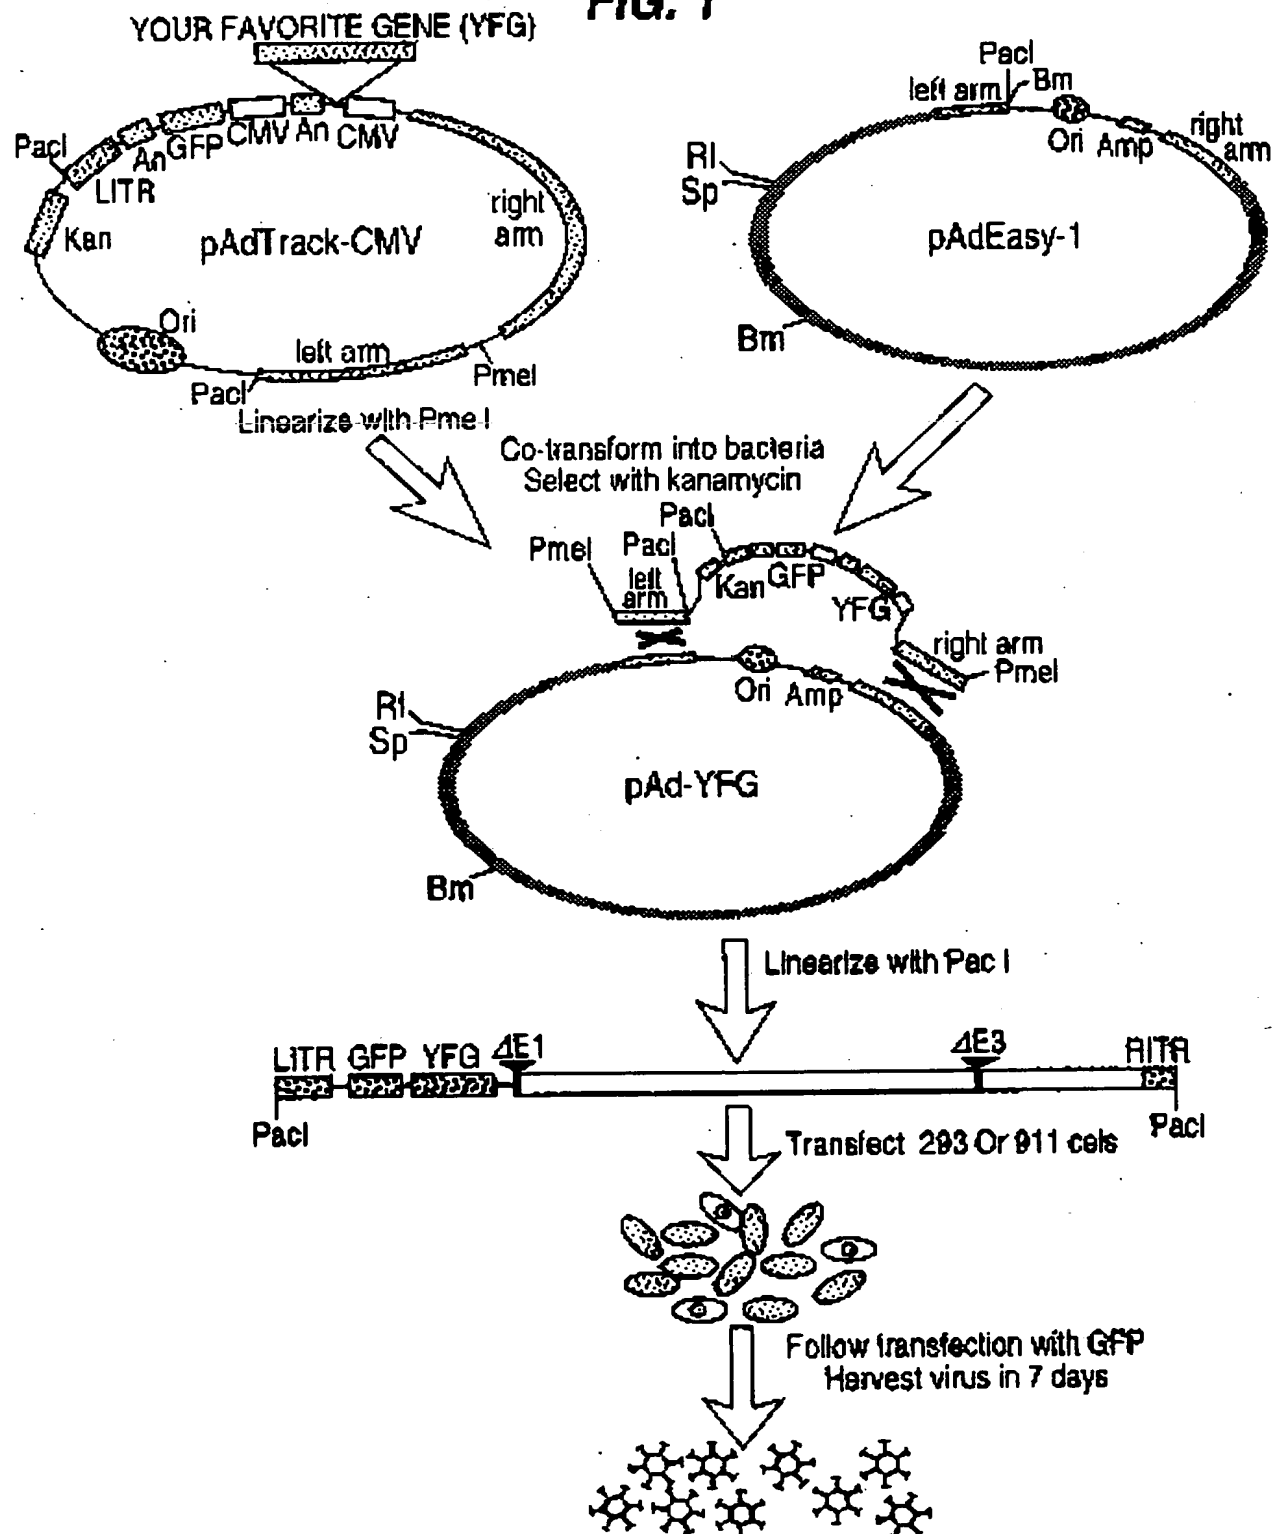 FIG. 1
YOUR FAVORITE GENE (YFG)
PacI
An
GFP
CMV
An
CMV
LITR
Kan
pAdTrack-CMV
right
arm
Ori
left arm
PacI
PmeI
Linearize with Pme I
PacI
left arm
Bm
Ori
Amp
right
arm
RI
Sp
pAdEasy-1
Bm
Co-transform into bacteria
Select with kanamycin
PacI
PmeI
PacI
left
arm
Kan
GFP
YFG
right arm
PmeI
Ori
Amp
RI
Sp
pAd-YFG
Bm
Linearize with Pac I
LITR GFP YFG ΔE1 ΔE3 RITR
PacI PacI
Transfect 293 Or 911 cels
Follow transfection with GFP
Harvest virus in 7 days